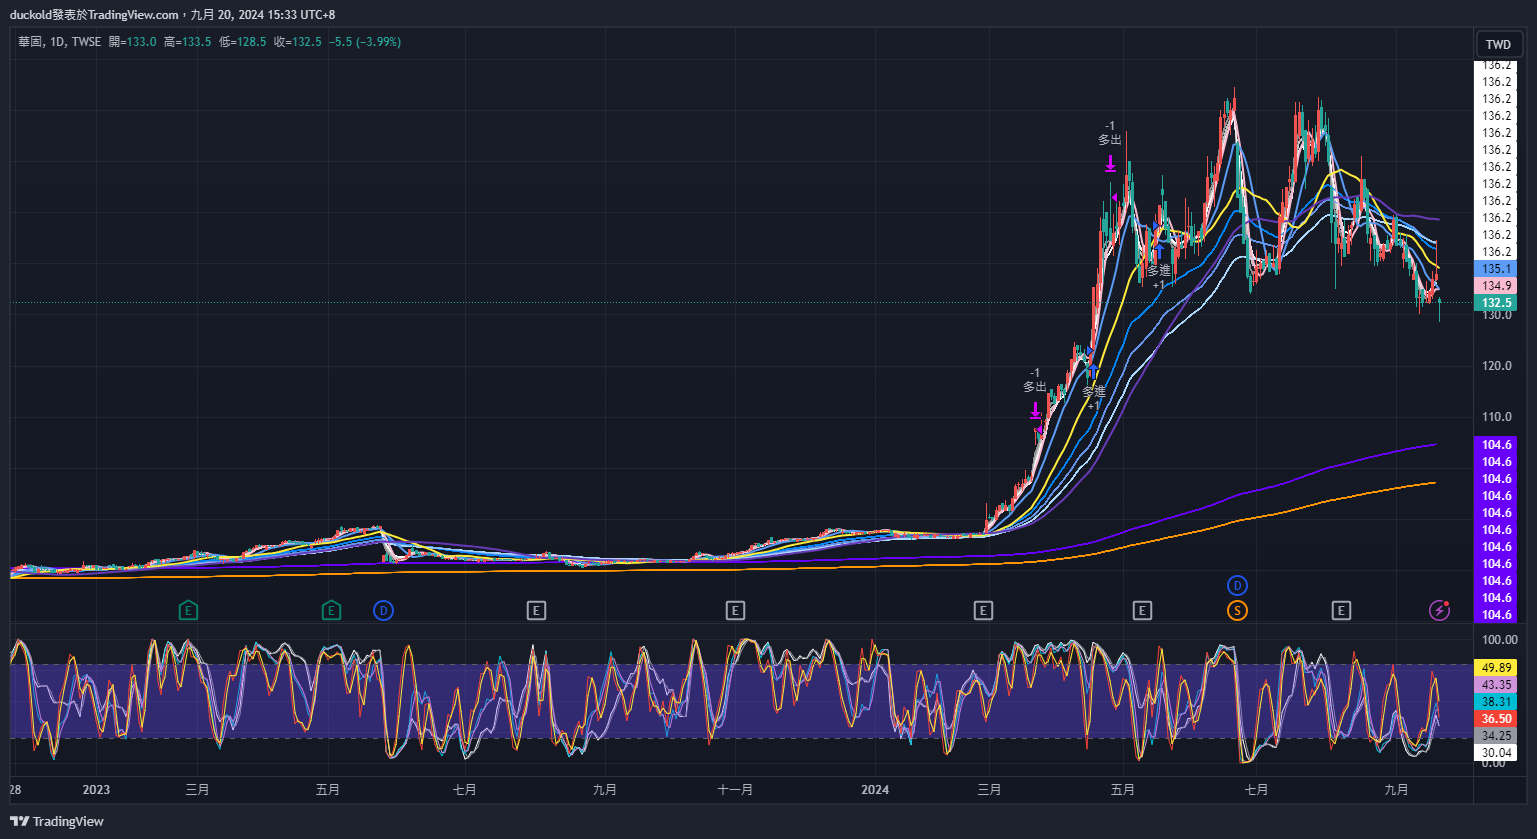 duckold發表於TradingView.com，九月 20, 2024 15:33 UTC+8
華固, 1D, TWSE 開=133.0 高=133.5 低=128.5 收=132.5 −5.5 (−3.99%)
TWD
136.2
136.2
136.2
136.2
136.2
136.2
136.2
136.2
136.2
136.2
136.2
136.2
135.1
134.9
132.5
130.0
120.0
110.0
104.6
104.6
104.6
104.6
104.6
104.6
104.6
104.6
104.6
104.6
104.6
-1
多出
多進
+1
-1
多出
多進
+1
D
E
E
D
E
E
E
E
S
E
100.00
49.89
43.35
38.31
36.50
34.25
30.04
0.00
28
2023
三月
五月
七月
九月
十一月
2024
三月
五月
七月
九月
TradingView